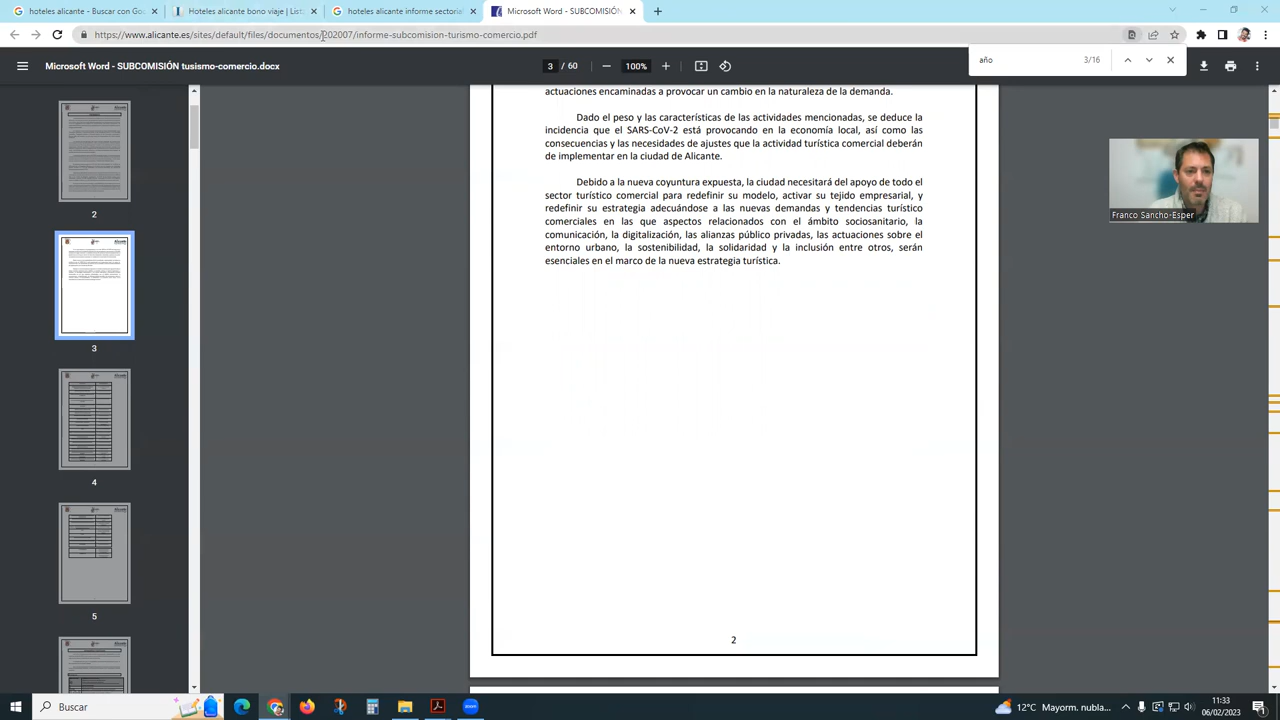 hoteles alicante - Buscar con Goo
Hoteles alicante bono viaje | List
hoteles alicante informe sectorial
Microsoft Word - SUBCOMISIÓN
https://www.alicante.es/sites/default/files/documentos/202007/informe-subcomision-turismo-comercio.pdf
Microsoft Word - SUBCOMISIÓN tusismo-comercio.docx
3 / 60
100%
año
3/16
actuaciones encaminadas a provocar un cambio en la naturaleza de la demanda.
Dado el peso y las características de las actividades mencionadas, se deduce la
incidencia que el SARS-CoV-2 está provocando en la economía local, así como las
consecuencias y las necesidades de ajustes que la actividad turística comercial deberán
de implementar en la ciudad de Alicante.
Debido a la nueva coyuntura expuesta, la ciudad necesitará del apoyo de todo el
sector turístico comercial para redefinir su modelo, activar su tejido empresarial, y
redefinir su estrategia adecuándose a las nuevas demandas y tendencias turístico
comerciales en las que aspectos relacionados con el ámbito sociosanitario, la
comunicación, la digitalización, las alianzas público privadas, las actuaciones sobre el
entorno urbano, la sostenibilidad, la solidaridad y la inclusión entre otros, serán
esenciales en el marco de la nueva estrategia turística.
2
2
3
4
5
Franco Sancho-Esper
Buscar
12°C Mayorm. nubla...
11:33
06/02/2023